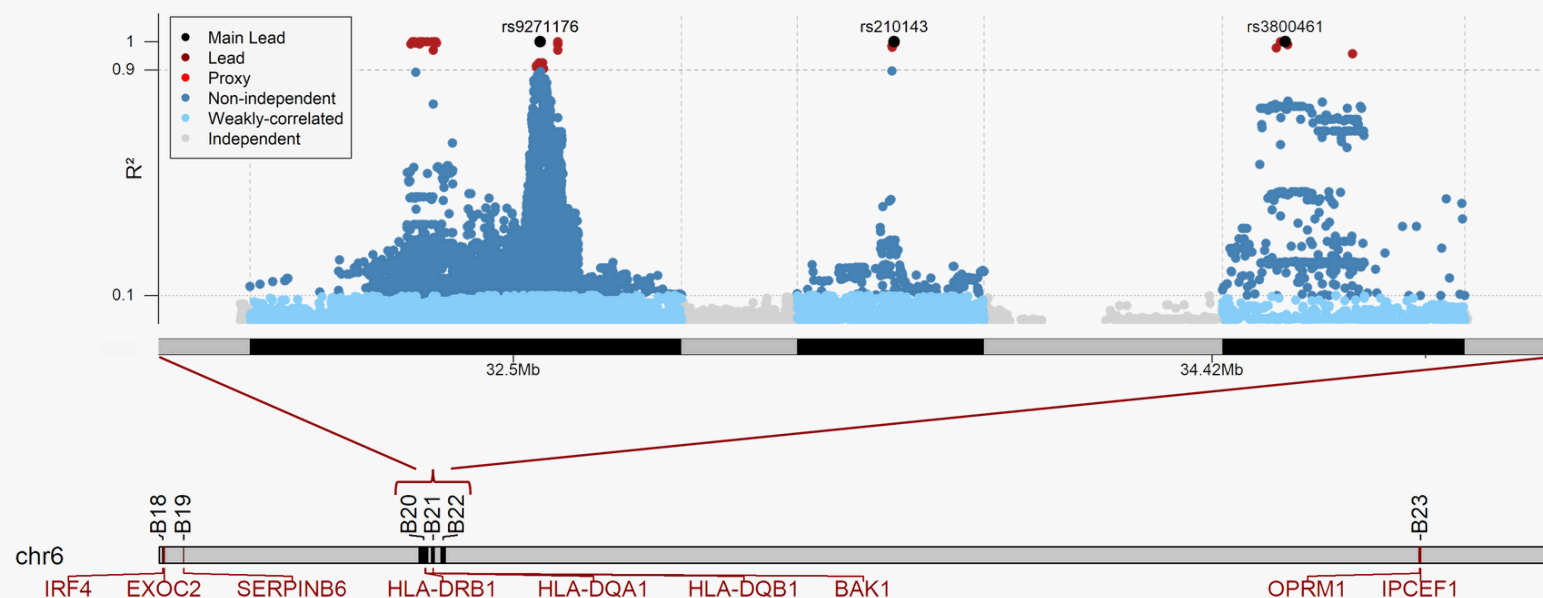 rs9271176 rs210143 rs3800461
Main Lead
Lead
Proxy
Non-independent
Weakly-correlated
Independent
1
0.9
R²
0.1
32.5Mb 34.42Mb
B18 B19 B20 B21 B22 B23
chr6
IRF4 EXOC2 SERPINB6 HLA-DRB1 HLA-DQA1 HLA-DQB1 BAK1 OPRM1 IPCEF1